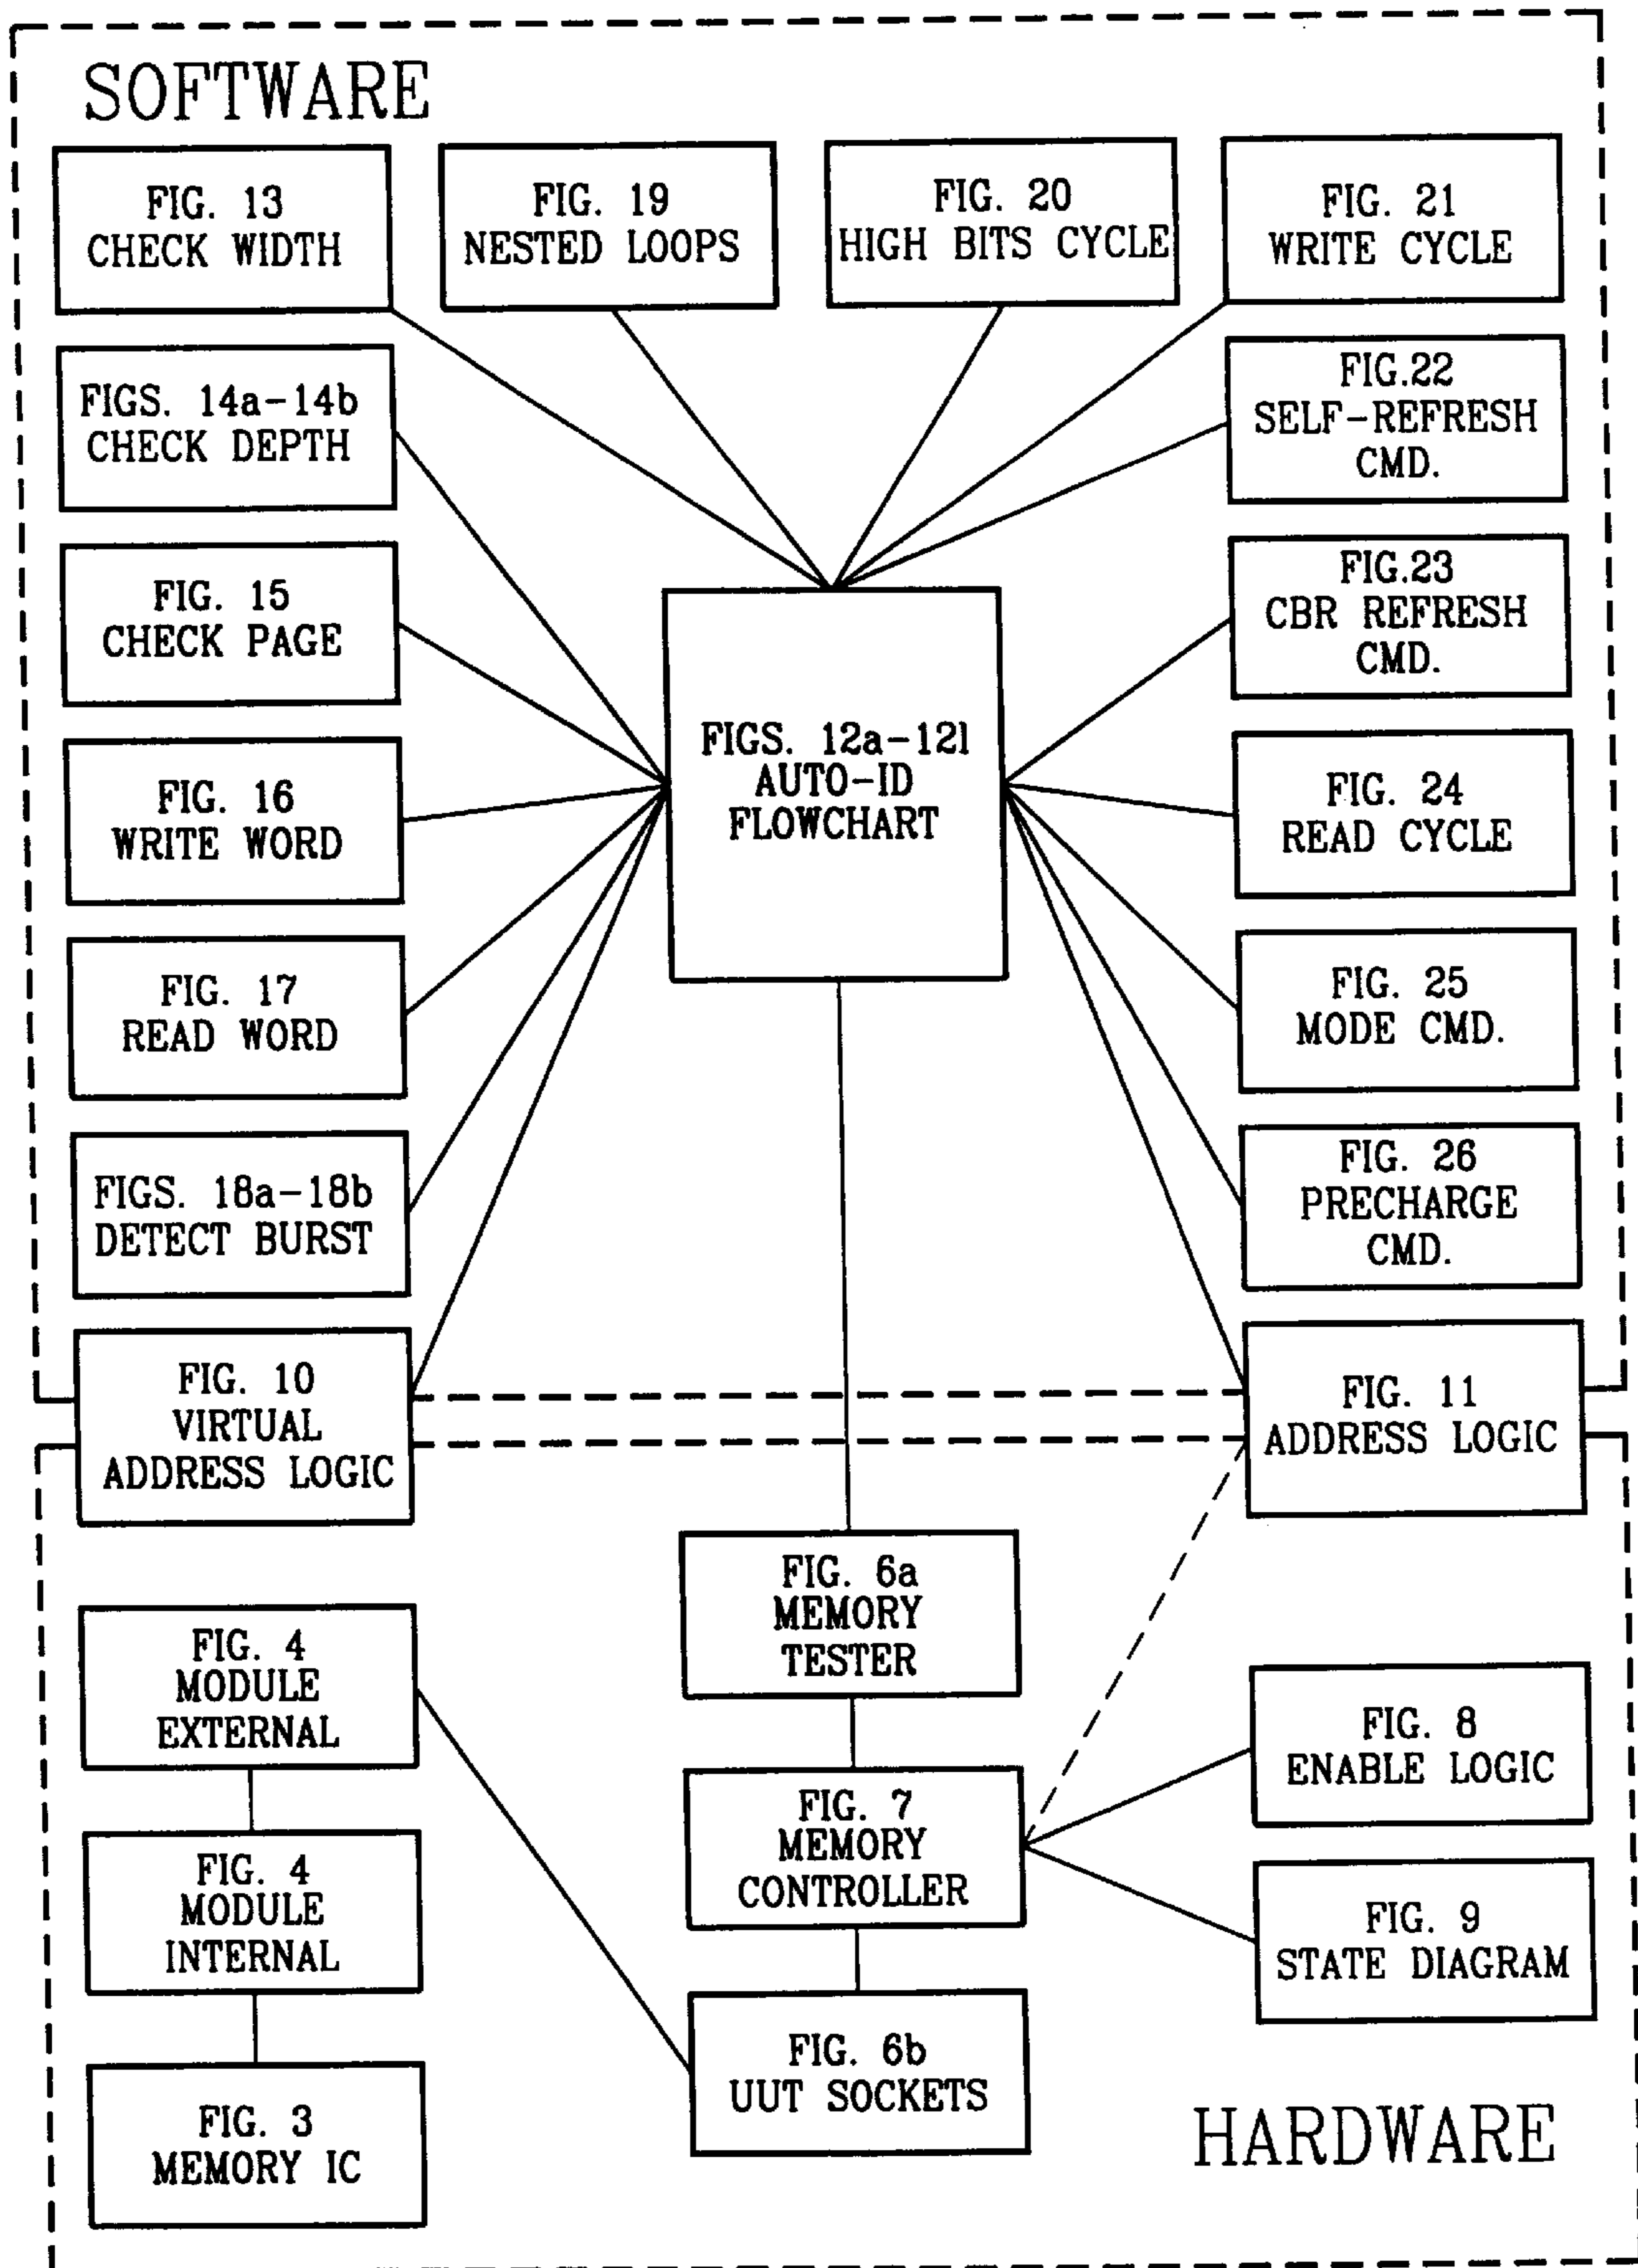 SOFTWARE
FIG. 13
CHECK WIDTH
FIG. 19
NESTED LOOPS
FIG. 20
HIGH BITS CYCLE
FIG. 21
WRITE CYCLE
FIGS. 14a-14b
CHECK DEPTH
FIG.22
SELF-REFRESH
CMD.
FIG. 15
CHECK PAGE
FIG.23
CBR REFRESH
CMD.
FIGS. 12a-12l
AUTO-ID
FLOWCHART
FIG. 16
WRITE WORD
FIG. 24
READ CYCLE
FIG. 17
READ WORD
FIG. 25
MODE CMD.
FIGS. 18a-18b
DETECT BURST
FIG. 26
PRECHARGE
CMD.
FIG. 10
VIRTUAL
ADDRESS LOGIC
FIG. 11
ADDRESS LOGIC
FIG. 6a
MEMORY
TESTER
FIG. 4
MODULE
EXTERNAL
FIG. 8
ENABLE LOGIC
FIG. 7
MEMORY
CONTROLLER
FIG. 4
MODULE
INTERNAL
FIG. 9
STATE DIAGRAM
FIG. 6b
UUT SOCKETS
FIG. 3
MEMORY IC
HARDWARE